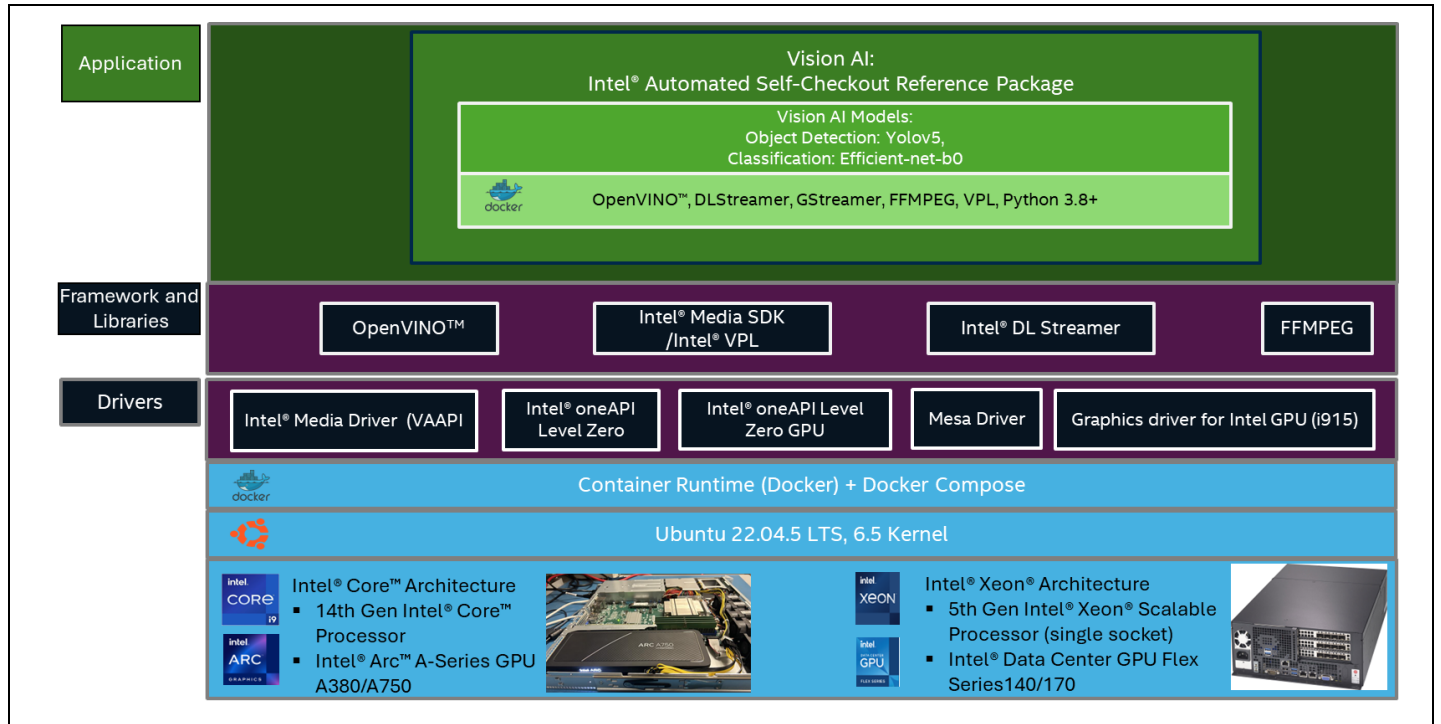 Application
Vision AI:
Intel® Automated Self-Checkout Reference Package
Vision AI Models:
Object Detection: Yolov5,
Classification: Efficient-net-b0
docker
OpenVINO™, DLStreamer, GStreamer, FFMPEG, VPL, Python 3.8+
Framework and
Libraries
OpenVINO™
Intel® Media SDK
/Intel® VPL
Intel® DL Streamer
FFMPEG
Drivers
Intel® Media Driver (VAAPI
Intel® oneAPI
Level Zero
Intel® oneAPI Level
Zero GPU
Mesa Driver
Graphics driver for Intel GPU (i915)
docker
Container Runtime (Docker) + Docker Compose
Ubuntu 22.04.5 LTS, 6.5 Kernel
intel
CORE
i9
intel
ARC
GRAPHICS
Intel® Core™ Architecture
▪ 14th Gen Intel® Core™
Processor
▪ Intel® Arc™ A-Series GPU
A380/A750
ARC A750
intel
XEON
intel
DATA CENTER
GPU
FLEX SERIES
Intel® Xeon® Architecture
▪ 5th Gen Intel® Xeon® Scalable
Processor (single socket)
▪ Intel® Data Center GPU Flex
Series140/170